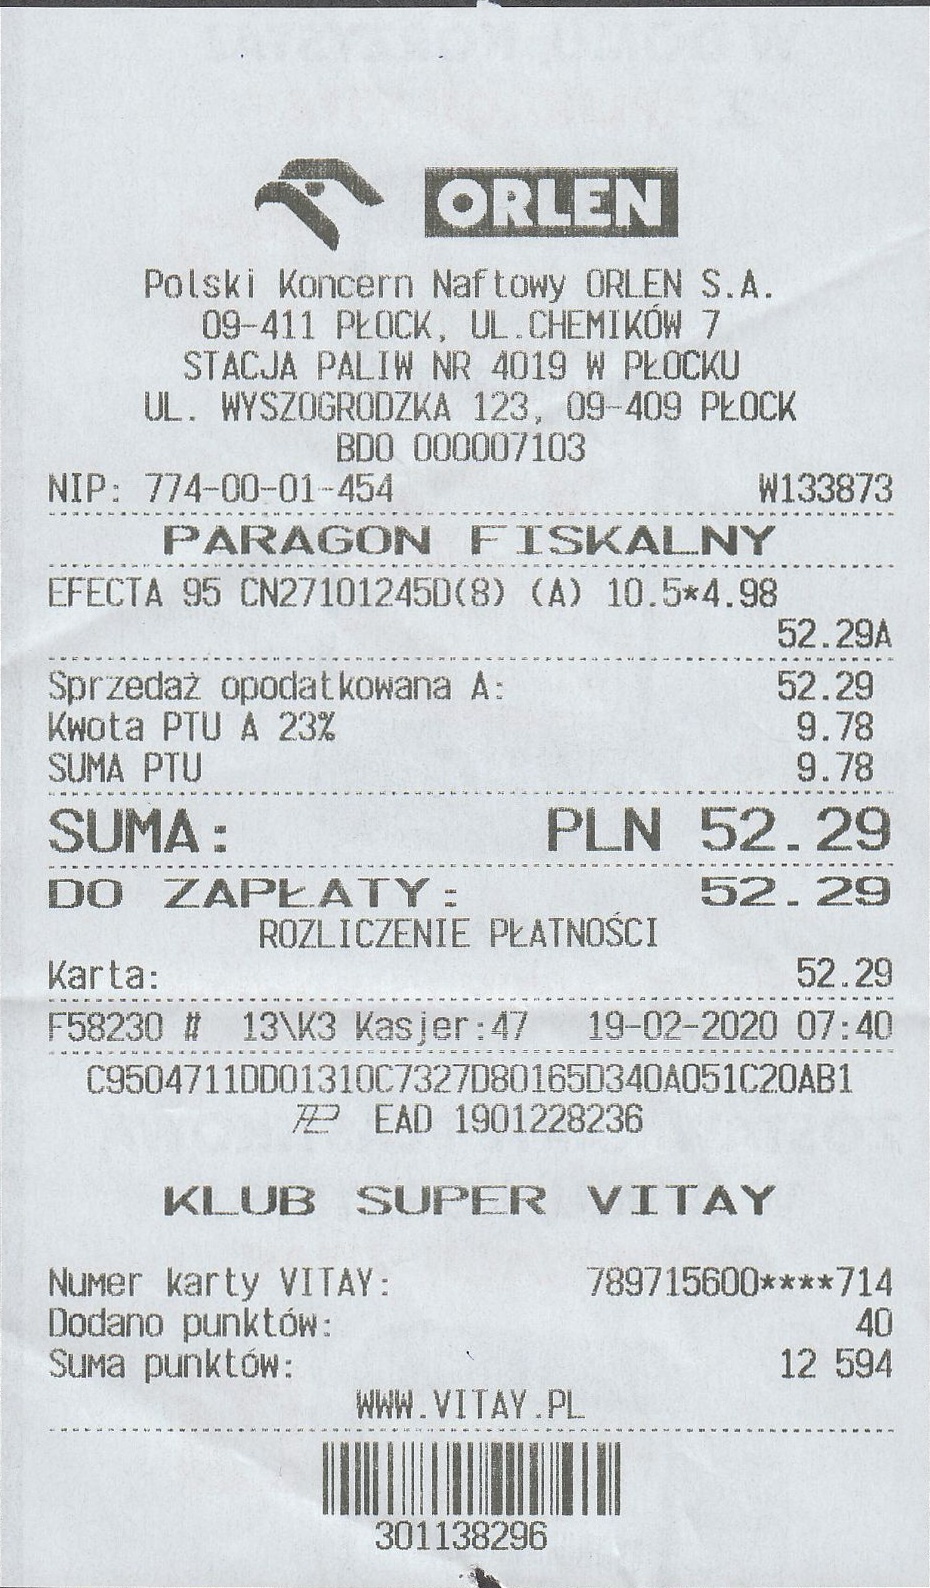 ORLEN
Polski Koncern Naftowy ORLEN S.A.
09-411 PŁOCK, UL.CHEMIKÓW 7
STACJA PALIW NR 4019 W PŁOCKU
UL. WYSZOGRODZKA 123, 09-409 PŁOCK
BDO 000007103
NIP: 774-00-01-454 W133873
PARAGON FISKALNY
EFECTA 95 CN27101245D(8) (A) 10.5*4.98
52.29A
Sprzedaż opodatkowana A: 52.29
Kwota PTU A 23% 9.78
SUMA PTU 9.78
SUMA: PLN 52.29
DO ZAPŁATY: 52.29
ROZLICZENIE PŁATNOŚCI
Karta: 52.29
F58230 # 13\K3 Kasjer:47 19-02-2020 07:40
C9504711DD01310C7327D80165D340A051C20AB1
EAD 1901228236
KLUB SUPER VITAY
Numer karty VITAY: 789715600****714
Dodano punktów: 40
Suma punktów: 12 594
WWW.VITAY.PL
301138296